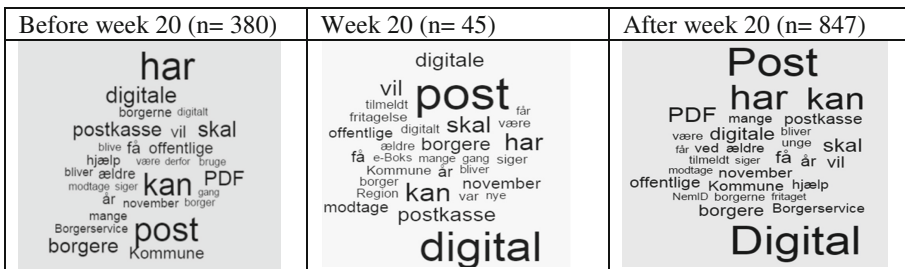 Before week 20 (n= 380)
Week 20 (n= 45)
After week 20 (n= 847)
har
digitale
borgerne digitalt
postkasse vil skal
blive få offentlige
hjælp være derfor bruge
bliver ældre kan PDF
modtage siger gang
år november borger
mange
Borgerservice post
borgere Kommune
digitale
vil post
tilmeldt får
fritagelse
offentlige digitalt skal være
ældre borgere har
få e-Boks mange gang siger
Kommune år bliver
borger november
Region kan var nye
modtage
postkasse
digital
Post
har kan
PDF mange postkasse
være digitale bliver
får ved ældre unge skal
tilmeldt siger få år vil
modtage november
offentlige Kommune hjælp
NemID borgerne fritaget
borgere Borgerservice
Digital